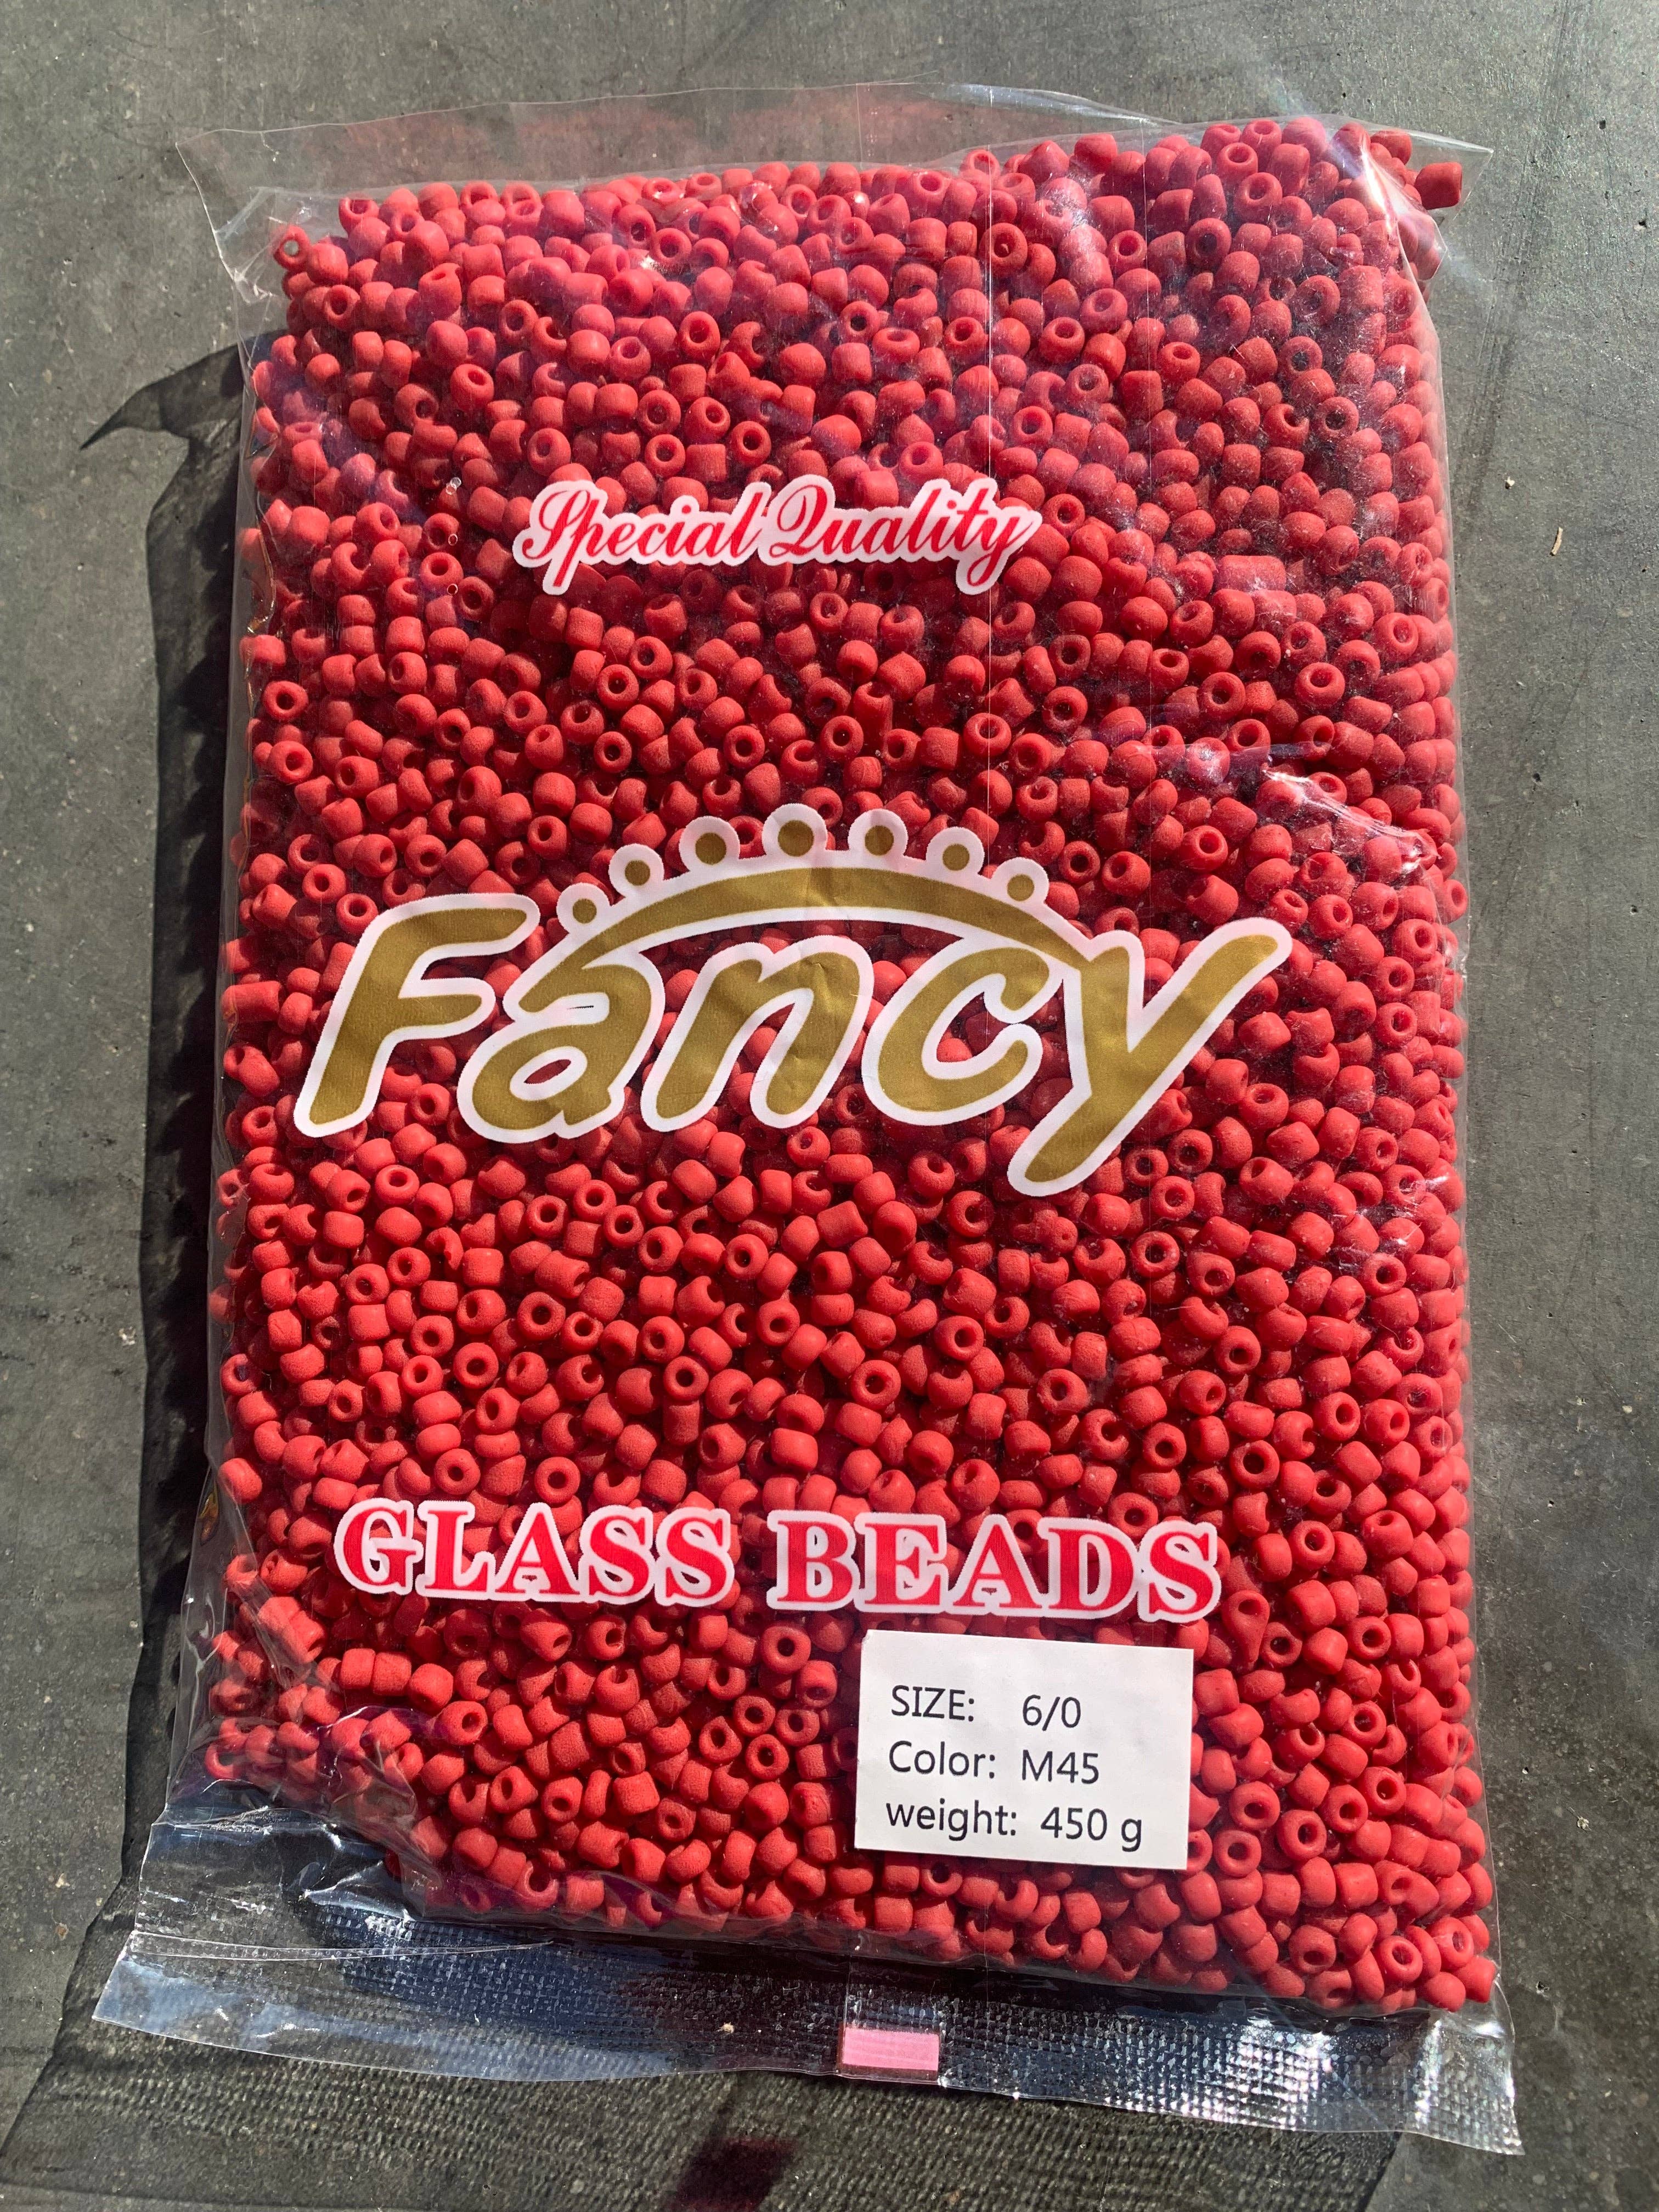 Special Quality
Fancy
GLASS BEADS
SIZE: 6/0
Color: M45
weight: 450 g